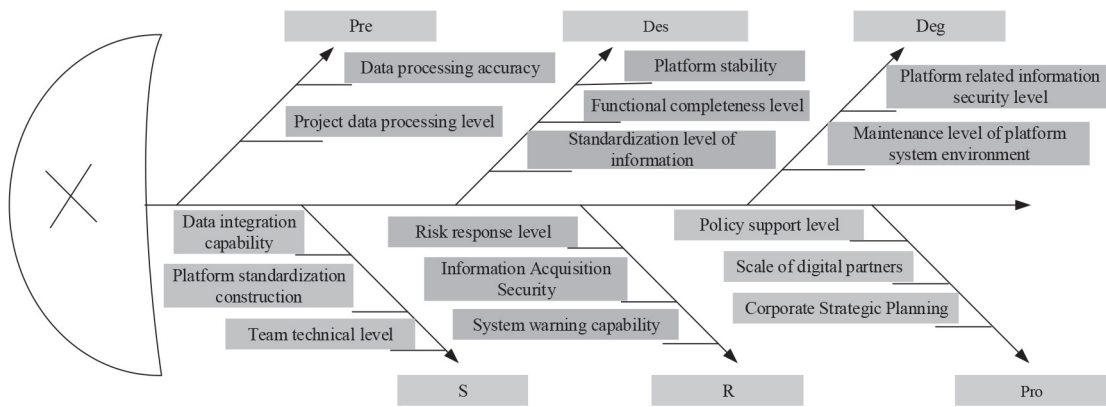 Pre
Des
Deg
Data processing accuracy
Project data processing level
Platform stability
Functional completeness level
Standardization level of
information
Platform related information
security level
Maintenance level of platform
system environment
Data integration
capability
Platform standardization
construction
Team technical level
Risk response level
Information Acquisition
Security
System warning capability
Policy support level
Scale of digital partners
Corporate Strategic Planning
S
R
Pro